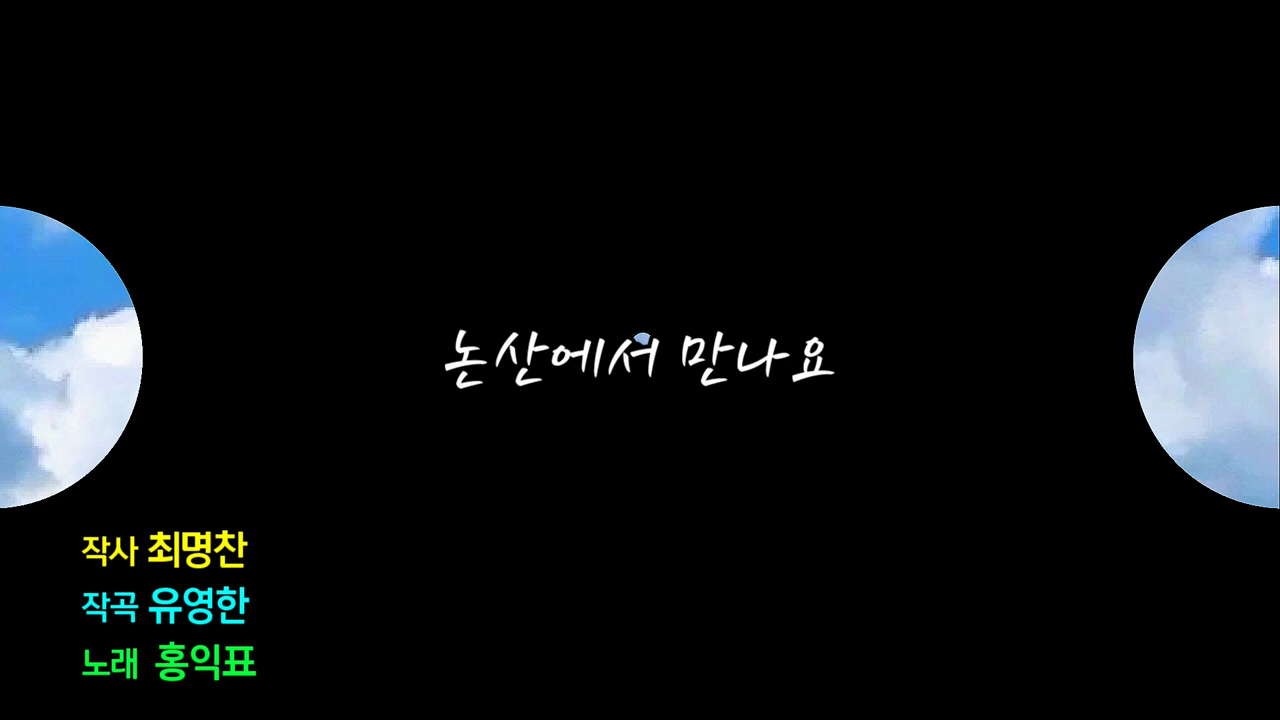 논산에서 만나요
작사 최명찬
작곡 유영한
노래 홍익표